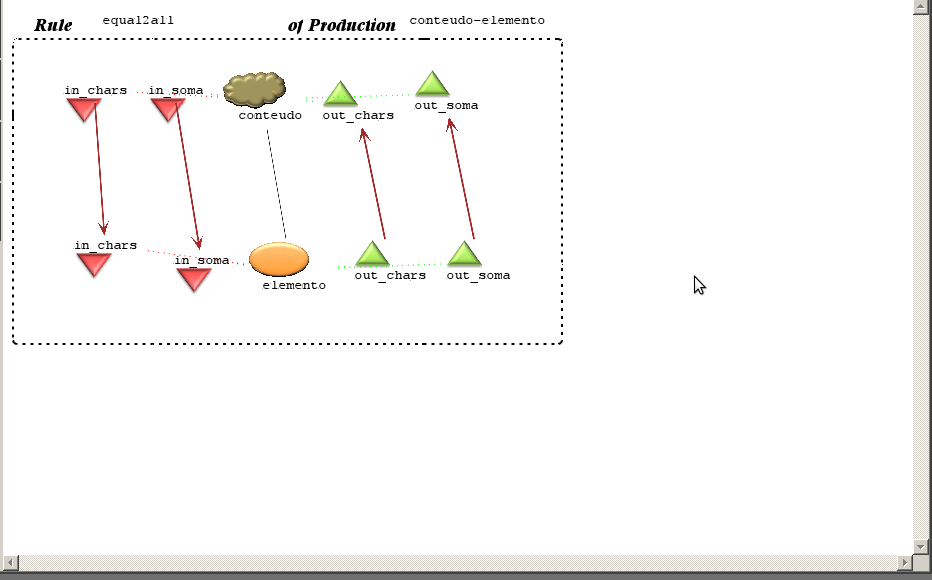 Rule equal2all of Production conteudo-elemento
in_chars in_soma
conteudo out_chars out_soma
in_chars in_soma
elemento out_chars out_soma